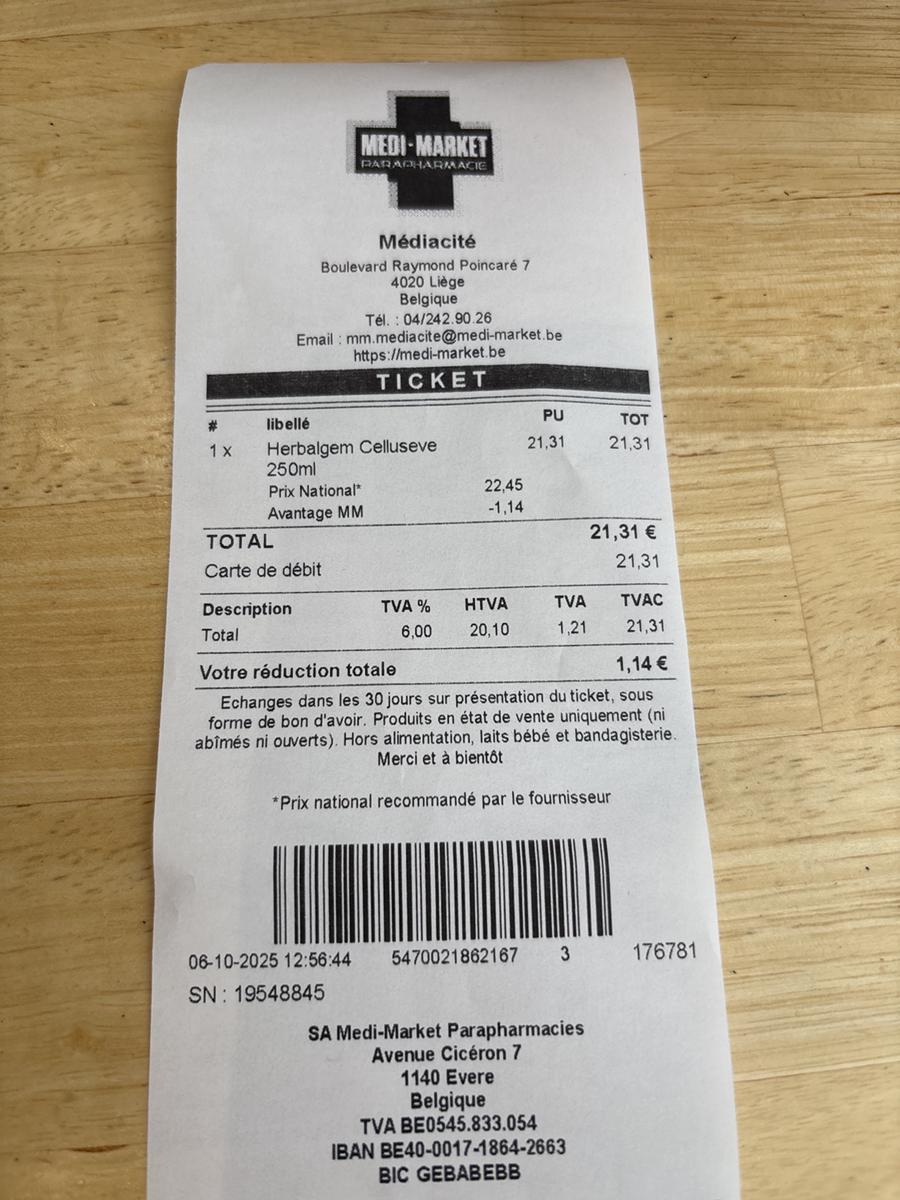 MEDI-MARKET
PARAPHARMACIE
Médiacité
Boulevard Raymond Poincaré 7
4020 Liège
Belgique
Tél. : 04/242.90.26
Email : mm.mediacite@medi-market.be
https://medi-market.be
TICKET
# libellé PU TOT
1 x Herbalgem Celluseve 21,31 21,31
250ml
Prix National* 22,45
Avantage MM -1,14
TOTAL 21,31 €
Carte de débit 21,31
Description TVA % HTVA TVA TVAC
Total 6,00 20,10 1,21 21,31
Votre réduction totale 1,14 €
Echanges dans les 30 jours sur présentation du ticket, sous
forme de bon d'avoir. Produits en état de vente uniquement (ni
abîmés ni ouverts). Hors alimentation, laits bébé et bandagisterie.
Merci et à bientôt
*Prix national recommandé par le fournisseur
06-10-2025 12:56:44 5470021862167 3 176781
SN : 19548845
SA Medi-Market Parapharmacies
Avenue Cicéron 7
1140 Evere
Belgique
TVA BE0545.833.054
IBAN BE40-0017-1864-2663
BIC GEBABEBB